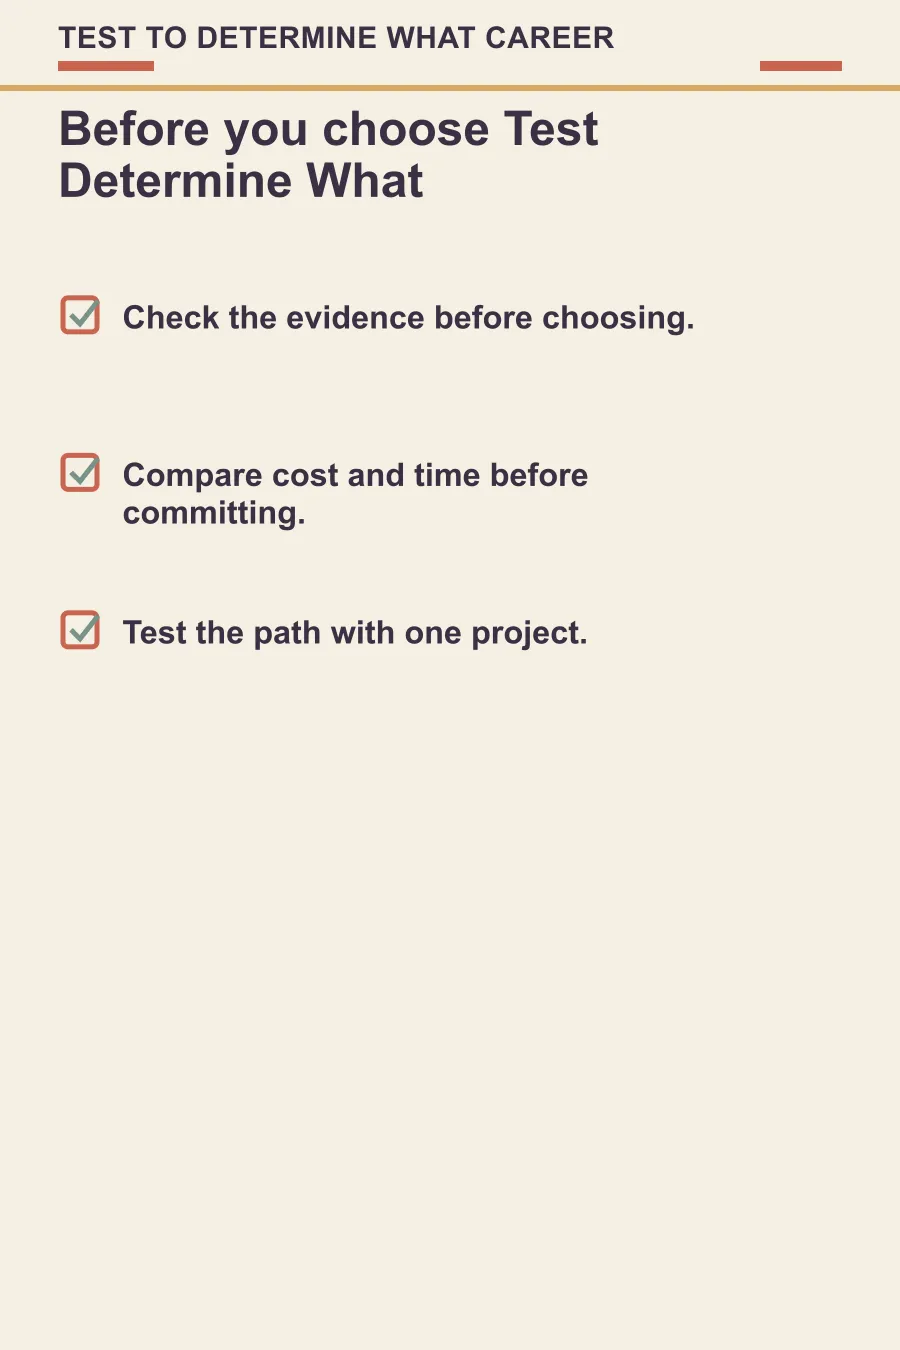 TEST TO DETERMINE WHAT CAREER
Before you choose Test
Determine What
Check the evidence before choosing.
Compare cost and time before
committing.
Test the path with one project.